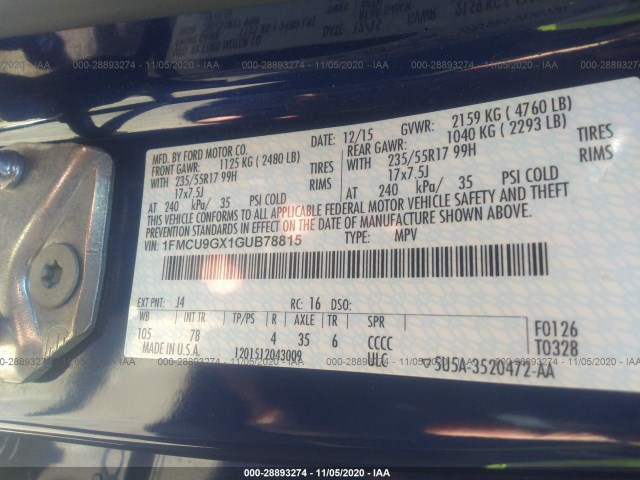 000-28893274 - 11/05/2020 - IAA
MFD. BY FORD MOTOR CO.
DATE: 12/15 GVWR: 2159 KG ( 4760 LB)
FRONT GAWR: 1125 KG ( 2480 LB)
REAR GAWR: 1040 KG ( 2293 LB)
WITH 235/55R17 99H TIRES
WITH 235/55R17 99H TIRES
17x7.5J RIMS
17x7.5J RIMS
AT 240 kPa/ 35 PSI COLD
AT 240 kPa/ 35 PSI COLD
THIS VEHICLE CONFORMS TO ALL APPLICABLE FEDERAL MOTOR VEHICLE SAFETY AND THEFT
PREVENTION STANDARDS IN EFFECT ON THE DATE OF MANUFACTURE SHOWN ABOVE.
VIN: 1FMCU9GX1GUB78815 TYPE: MPV
EXT PNT: J4 RC: 16 DSO:
WB INT TR TP/PS R AXLE TR SPR
105 78 4 35 6 CCCC
F0126
T0328
MADE IN U.S.A. 1201512043009 ULC 5U5A-3520472-AA
000-28893274 - 11/05/2020 - IAA